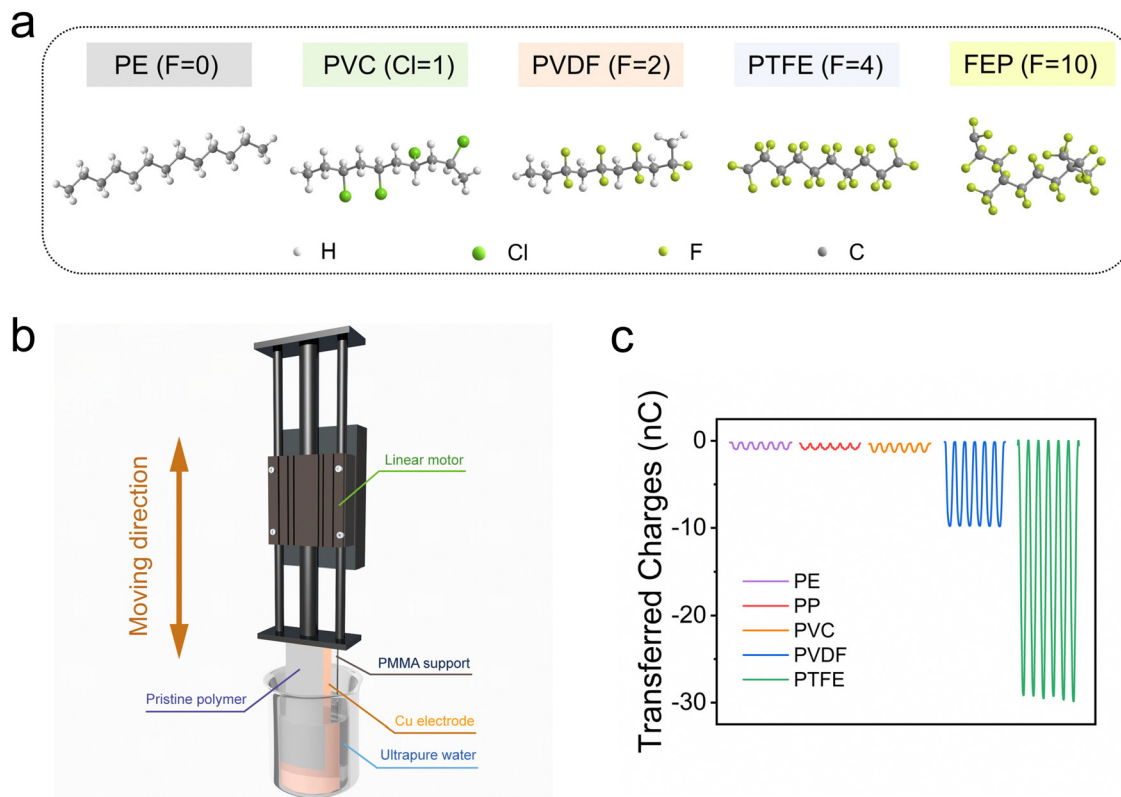 a
PE (F=0)
PVC (Cl=1)
PVDF (F=2)
PTFE (F=4)
FEP (F=10)
H
Cl
F
C
b
Moving direction
Linear motor
PMMA support
Pristine polymer
Cu electrode
Ultrapure water
c
Transferred Charges (nC)
0
-10
-20
-30
PE
PP
PVC
PVDF
PTFE